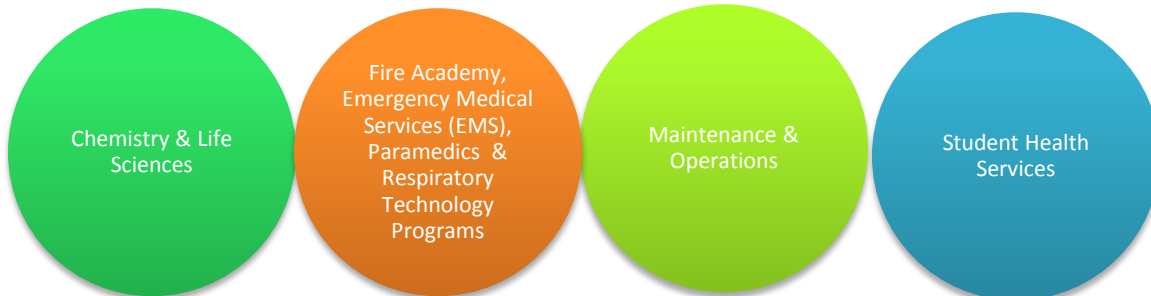 Chemistry & Life
Sciences
Fire Academy,
Emergency Medical
Services (EMS),
Paramedics & 
Respiratory
Technology
Programs
Maintenance &
Operations
Student Health
Services